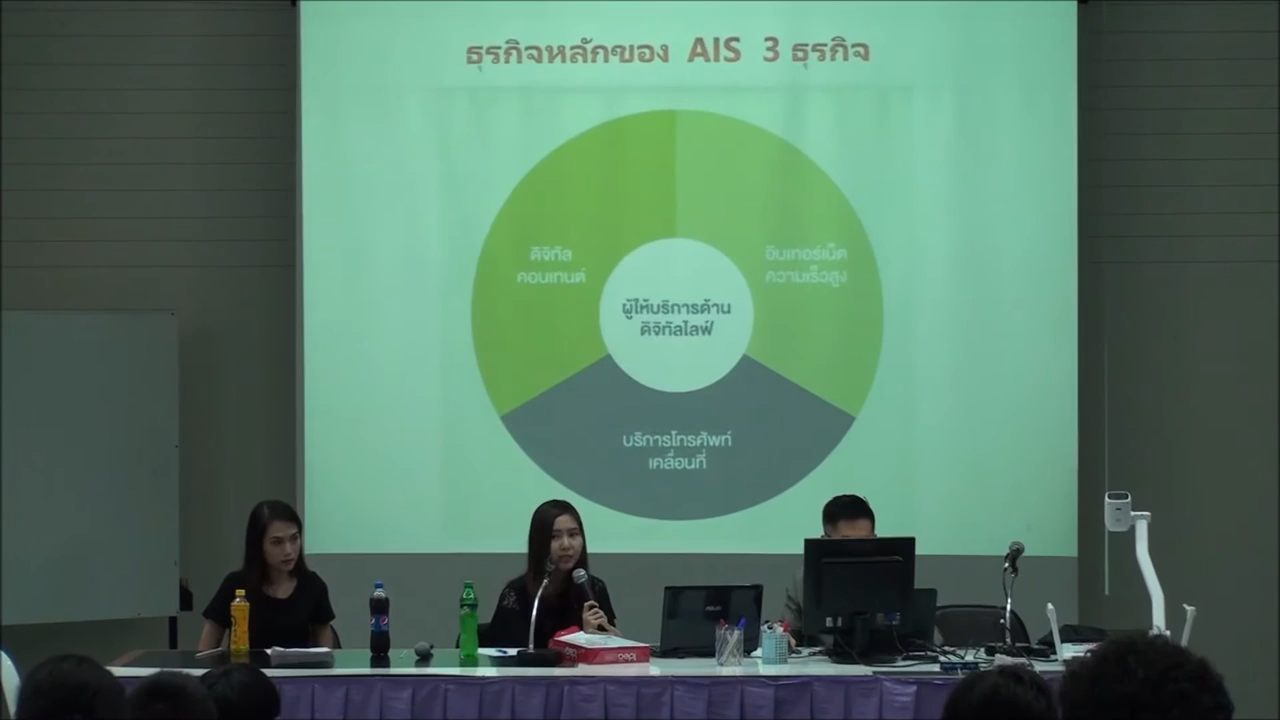 ธุรกิจหลักของ AIS 3 ธุรกิจ
ดิจิทัล
คอนเทนต์
อินเทอร์เน็ต
ความเร็วสูง
ผู้ให้บริการด้าน
ดิจิทัลไลฟ์
บริการโทรศัพท์
เคลื่อนที่
ASUS